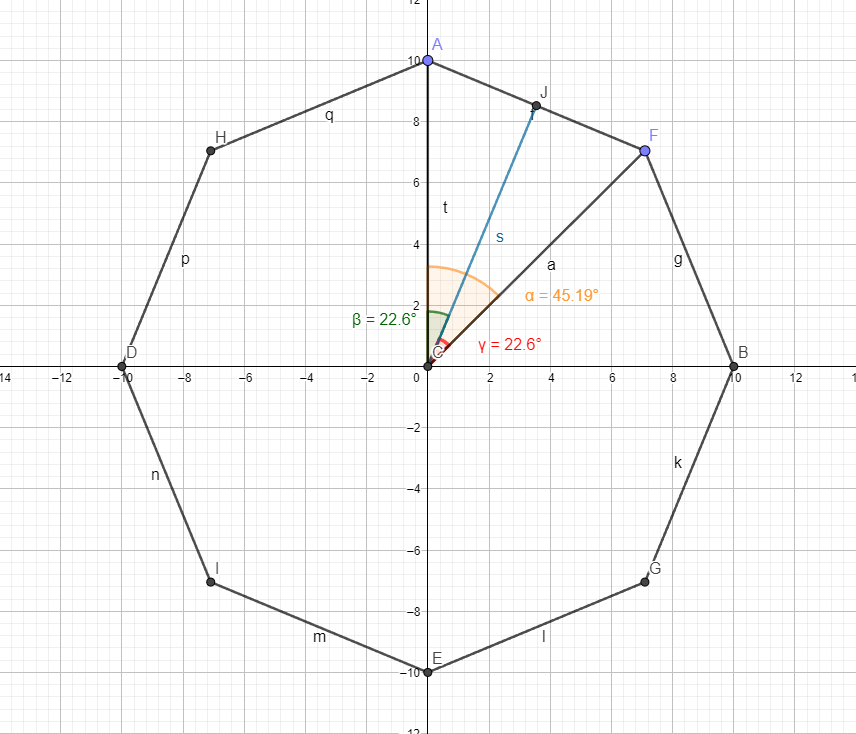 12
A
10
J
f
H
F
q
8
6
t
s
a
p
g
4
α = 45.19°
2
β = 22.6°
γ = 22.6°
D
C
B
14
−12
−10
−8
−6
−4
−2
0
2
4
6
8
10
12
14
−2
k
n
−4
−6
I
G
−8
m
l
E
−10
12